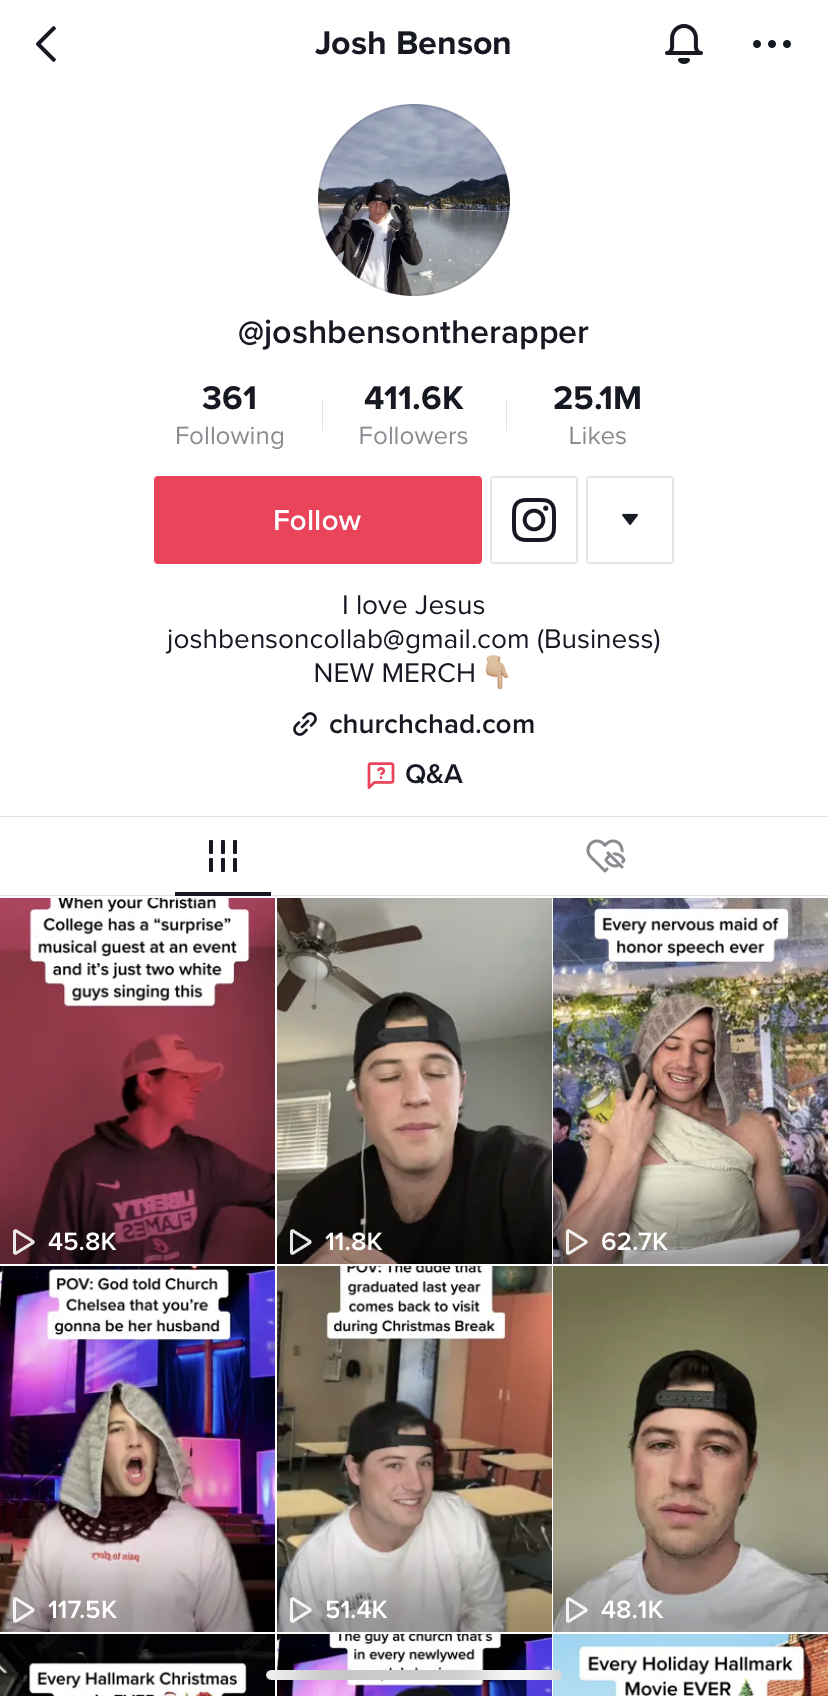 Josh Benson
@joshbensontherapper
361
Following
411.6K
Followers
25.1M
Likes
Follow
I love Jesus
joshbensoncollab@gmail.com (Business)
NEW MERCH 👇🏼
churchchad.com
Q&A
When your Christian
College has a “surprise”
musical guest at an event
and it’s just two white
guys singing this
LIBERTY
FLAMES
45.8K
11.8K
Every nervous maid of
honor speech ever
62.7K
POV: God told Church
Chelsea that you’re
gonna be her husband
pain to glory
117.5K
POV: The dude that
graduated last year
comes back to visit
during Christmas Break
51.4K
48.1K
Every Hallmark Christmas
The guy at church that’s
in every newlywed
Every Holiday Hallmark
Movie EVER 🎄